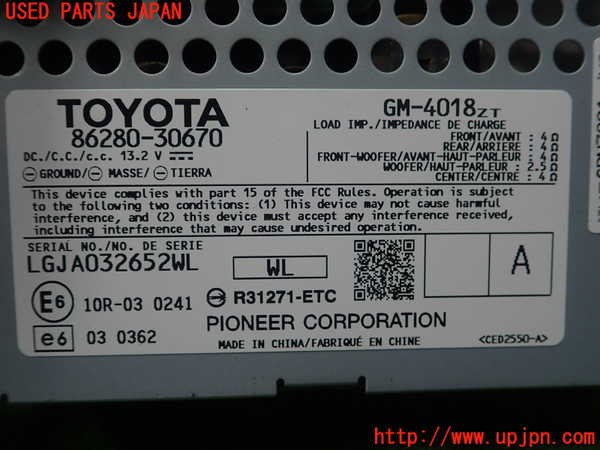 USED PARTS JAPAN
TOYOTA
86280-30670
DC./C.C./c.c. 13.2 V
GROUND/ MASSE/ TIERRA
GM-4018ZT
LOAD IMP./IMPEDANCE DE CHARGE
FRONT/AVANT : 4Ω
REAR/ARRIERE : 4Ω
FRONT-WOOFER/AVANT-HAUT-PARLEUR : 4Ω
WOOFER/HAUT-PARLEUR : 2.5Ω
CENTER/CENTRE : 4Ω
This device complies with part 15 of the FCC Rules. Operation is subject
to the following two conditions: (1) This device may not cause harmful
interference, and (2) this device must accept any interference received,
including interference that may cause undesired operation.
SERIAL NO./NO. DE SERIE
LGJA032652WL
WL
A
E6 10R-03 0241
R31271-ETC
e6 03 0362
PIONEER CORPORATION
MADE IN CHINA/FABRIQUÉ EN CHINE
<CED2550-A>
UPJ
http://www.upjpn.com/